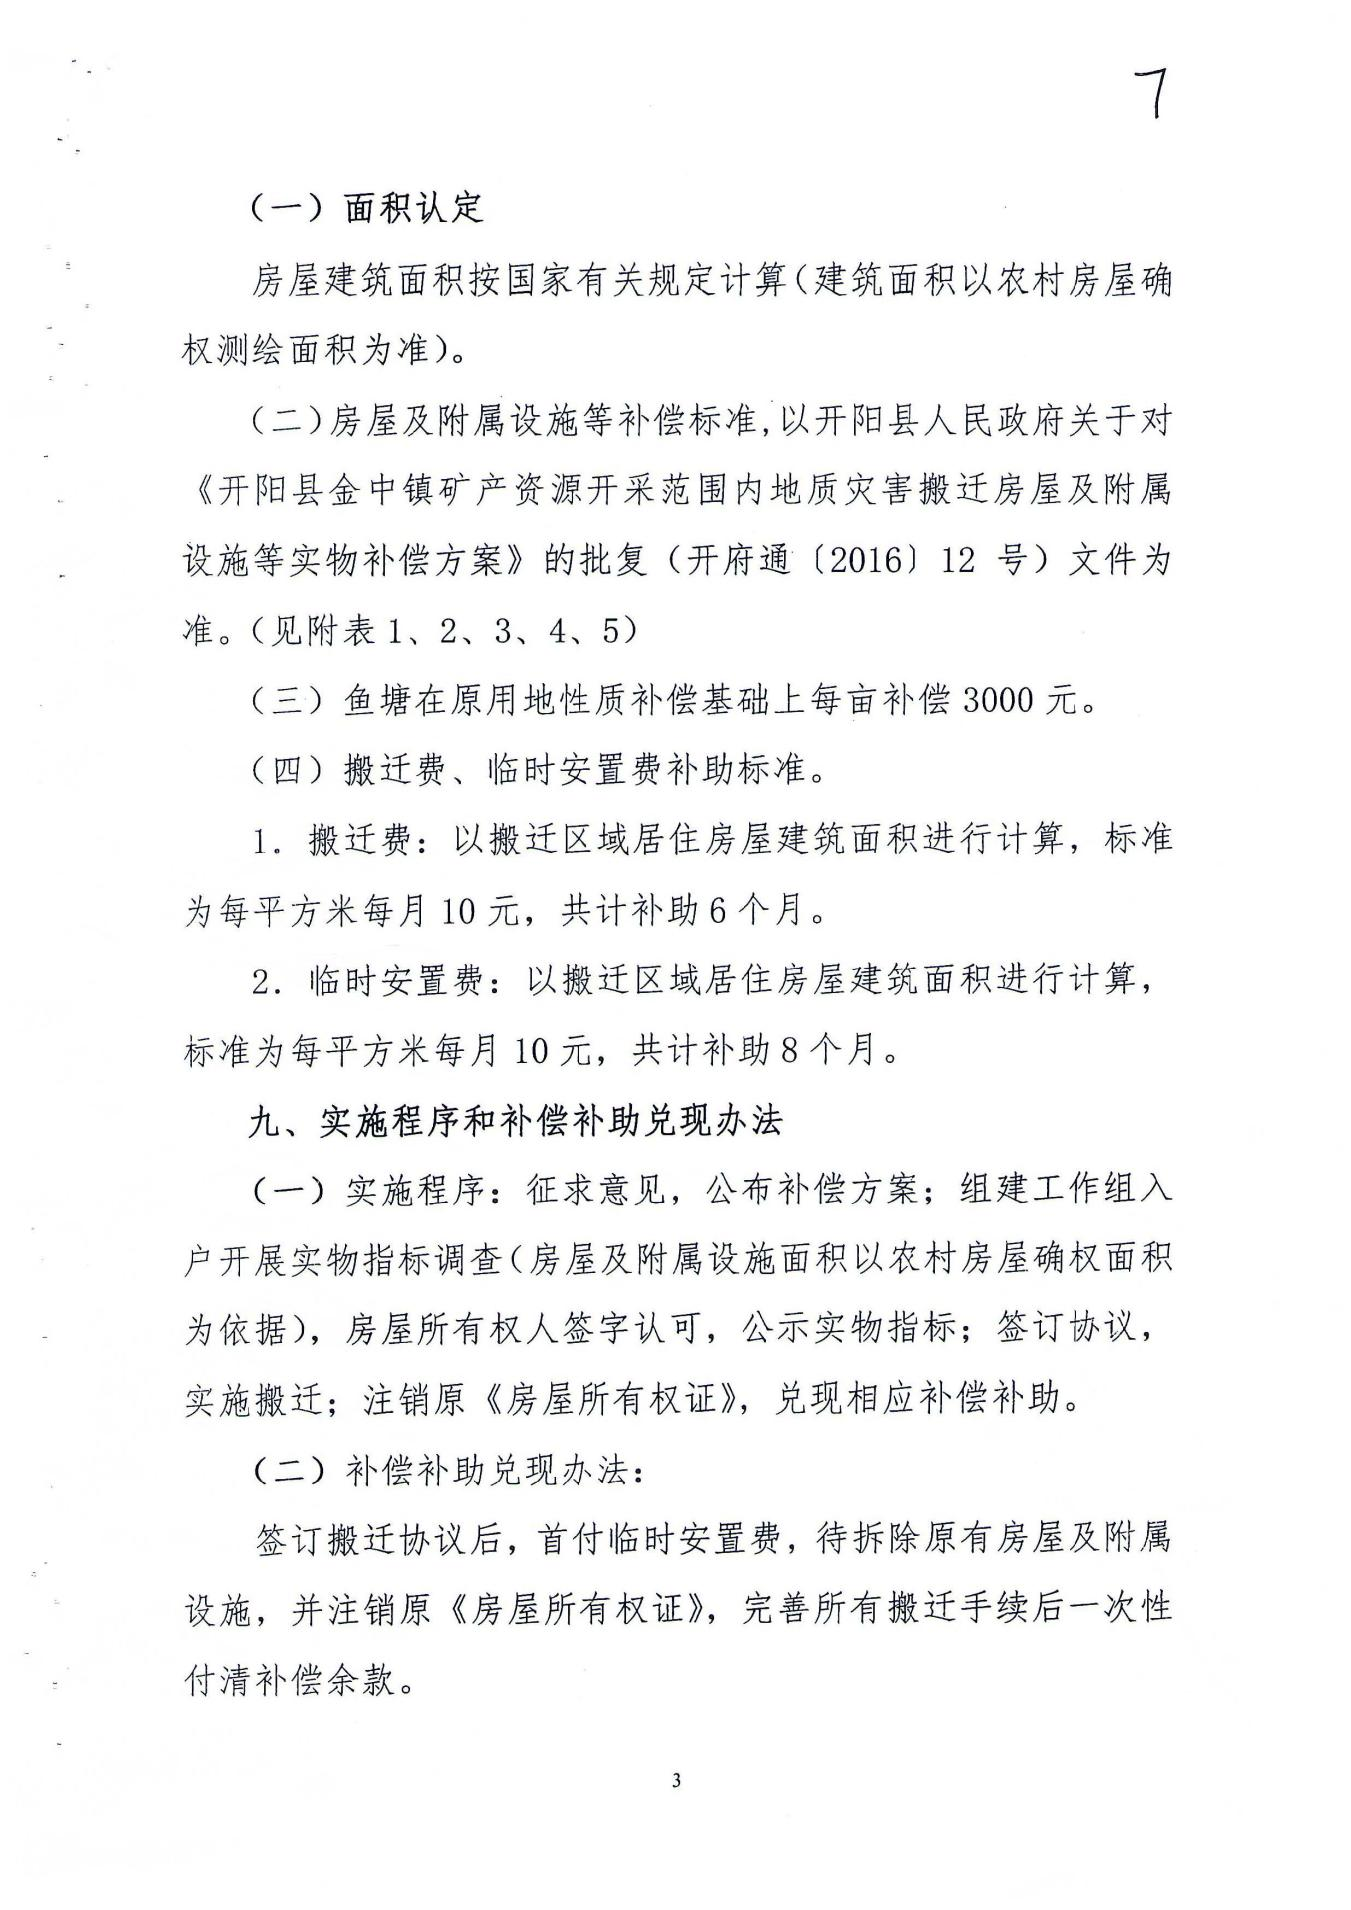 7
（一）面积认定
房屋建筑面积按国家有关规定计算（建筑面积以农村房屋确
权测绘面积为准）。
（二）房屋及附属设施等补偿标准，以开阳县人民政府关于对
《开阳县金中镇矿产资源开采范围内地质灾害搬迁房屋及附属
设施等实物补偿方案》的批复（开府通〔2016〕12 号）文件为
准。（见附表 1、2、3、4、5）
（三）鱼塘在原用地性质补偿基础上每亩补偿 3000 元。
（四）搬迁费、临时安置费补助标准。
1．搬迁费：以搬迁区域居住房屋建筑面积进行计算，标准
为每平方米每月 10 元，共计补助 6 个月。
2．临时安置费：以搬迁区域居住房屋建筑面积进行计算，
标准为每平方米每月 10 元，共计补助 8 个月。
九、实施程序和补偿补助兑现办法
（一）实施程序：征求意见，公布补偿方案；组建工作组入
户开展实物指标调查（房屋及附属设施面积以农村房屋确权面积
为依据），房屋所有权人签字认可，公示实物指标；签订协议，
实施搬迁；注销原《房屋所有权证》，兑现相应补偿补助。
（二）补偿补助兑现办法：
签订搬迁协议后，首付临时安置费，待拆除原有房屋及附属
设施，并注销原《房屋所有权证》，完善所有搬迁手续后一次性
付清补偿余款。
3